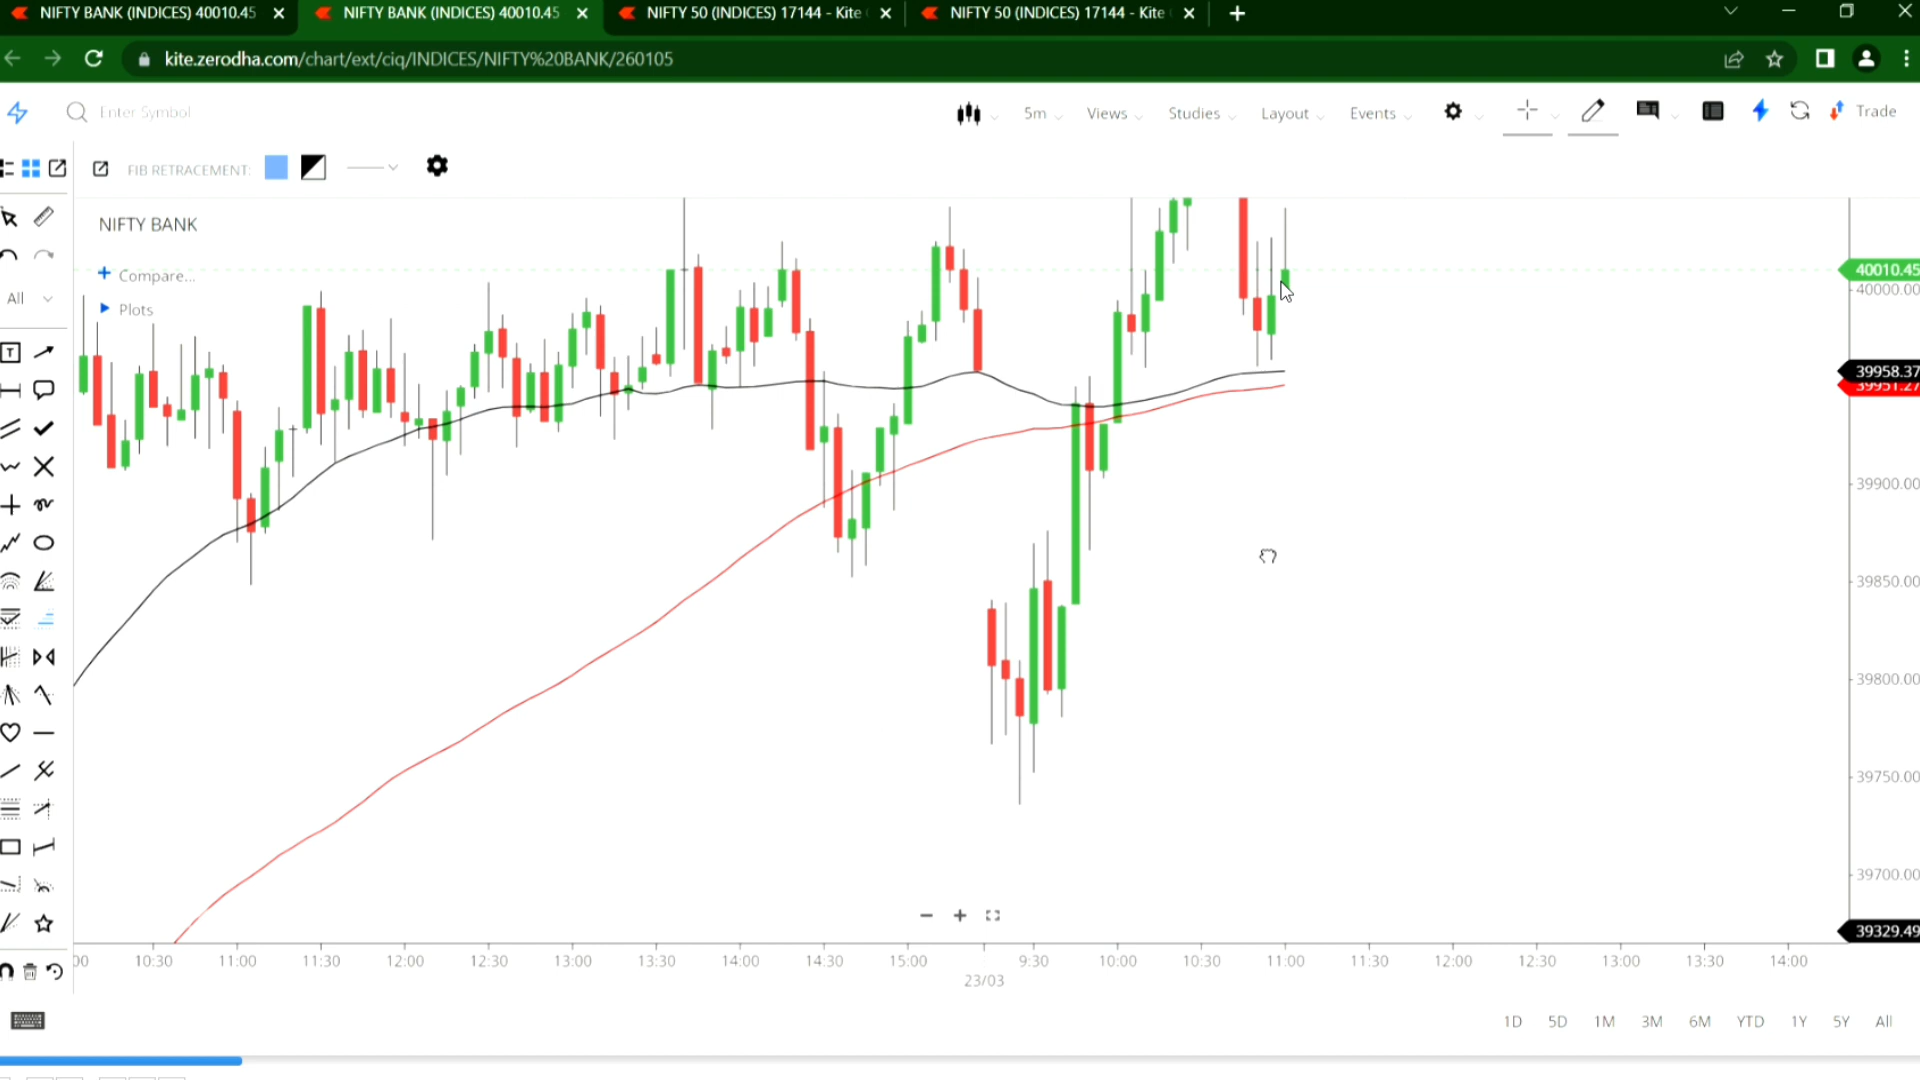 NIFTY BANK (INDICES) 40010.45
NIFTY BANK (INDICES) 40010.45
NIFTY 50 (INDICES) 17144 - Kite
NIFTY 50 (INDICES) 17144 - Kite
kite.zerodha.com/chart/ext/ciq/INDICES/NIFTY%20BANK/260105
Enter Symbol
5m
Views
Studies
Layout
Events
Trade
FIB RETRACEMENT:
NIFTY BANK
Compare...
Plots
All
T
40010.45
40000.00
39958.37
39951.27
39900.00
39850.00
39800.00
39750.00
39700.00
39329.49
00 10:30 11:00 11:30 12:00 12:30 13:00 13:30 14:00 14:30 15:00 9:30 10:00 10:30 11:00 11:30 12:00 12:30 13:00 13:30 14:00
23/03
1D 5D 1M 3M 6M YTD 1Y 5Y All